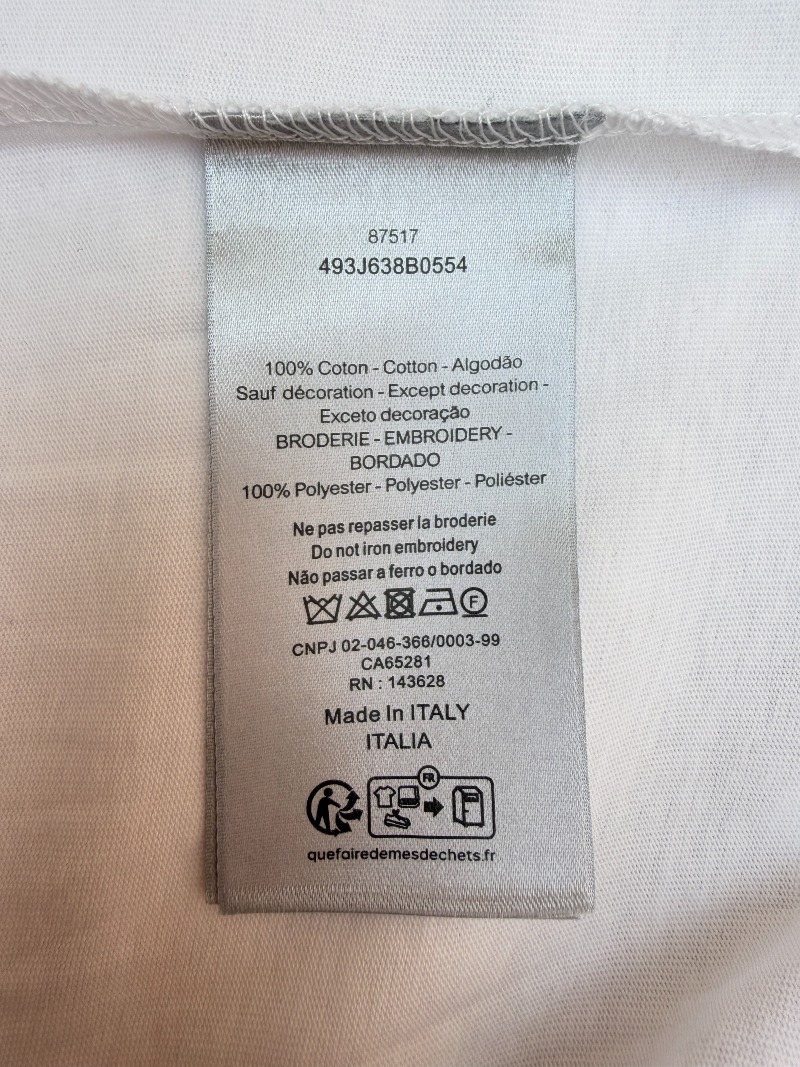 87517
493J638B0554
100% Coton - Cotton - Algodão
Sauf décoration - Except decoration -
Exceto decoração
BRODERIE - EMBROIDERY -
BORDADO
100% Polyester - Polyester - Poliéster
Ne pas repasser la broderie
Do not iron embroidery
Não passar a ferro o bordado
F
CNPJ 02-046-366/0003-99
CA65281
RN : 143628
Made In ITALY
ITALIA
FR
quefairedemesdechets.fr